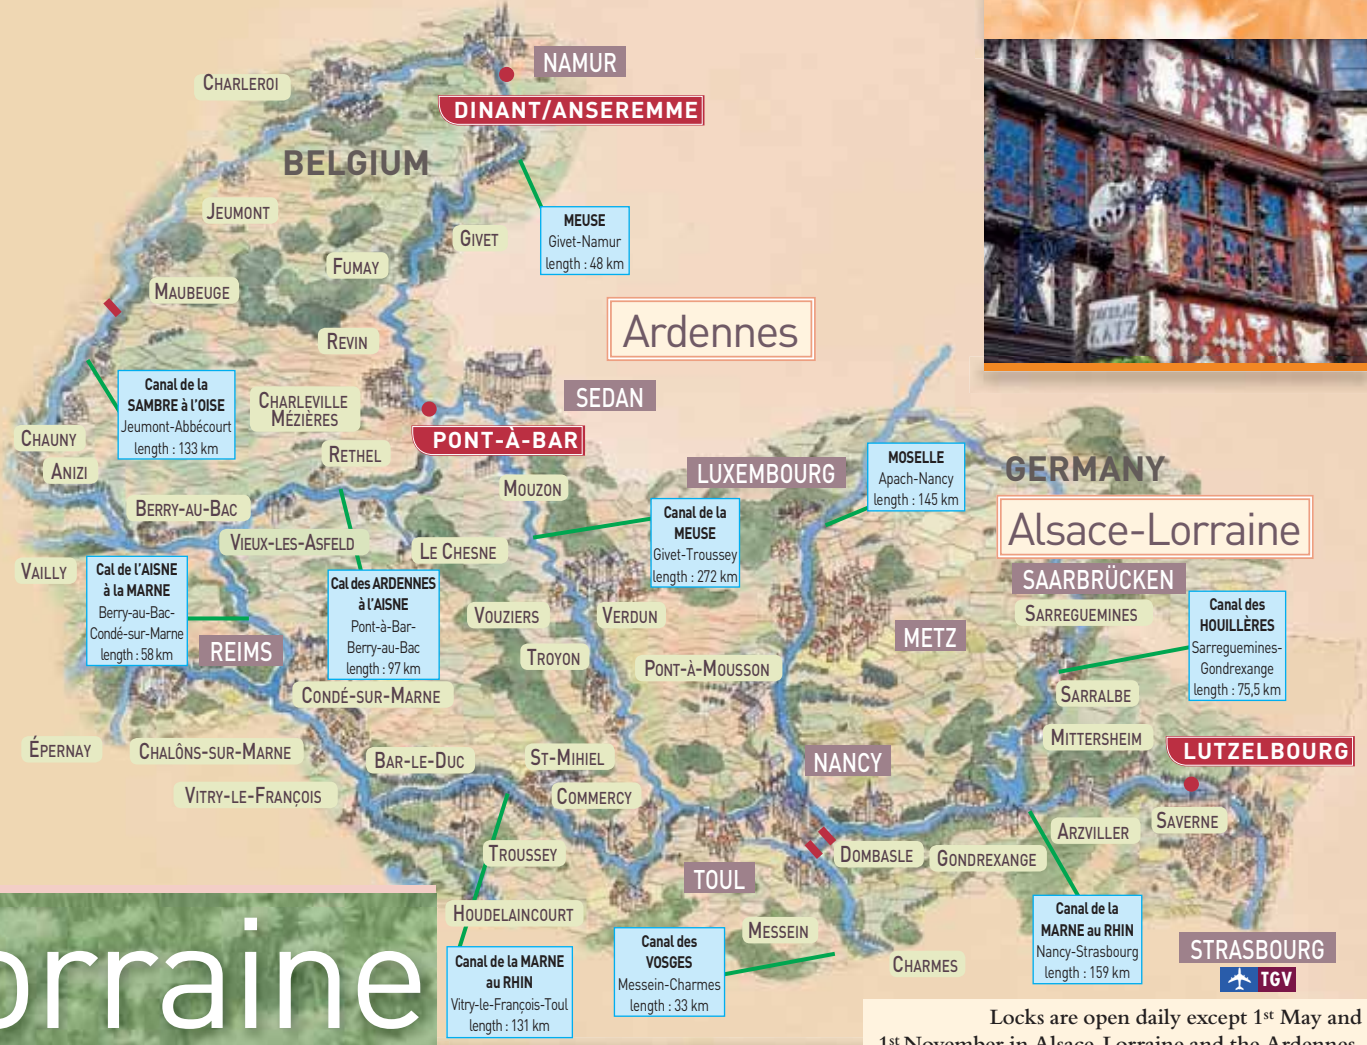 NAMUR
CHARLEROI
DINANT/ANSEREMME
BELGIUM
JEUMONT
MEUSE
Givet-Namur
length : 48 km
GIVET
FUMAY
MAUBEUGE
Ardennes
REVIN
Canal de la
SAMBRE à l'OISE
Jeumont-Abbécourt
length : 133 km
CHARLEVILLE
MÉZIÈRES
SEDAN
CHAUNY
PONT-À-BAR
RETHEL
ANIZI
LUXEMBOURG
MOSELLE
Apach-Nancy
length : 145 km
GERMANY
MOUZON
BERRY-AU-BAC
Canal de la
MEUSE
Givet-Troussey
length : 272 km
Alsace-Lorraine
VIEUX-LES-ASFELD
LE CHESNE
VAILLY
Cal de l'AISNE
à la MARNE
Berry-au-Bac-
Condé-sur-Marne
length : 58 km
Cal des ARDENNES
à l'AISNE
Pont-à-Bar-
Berry-au-Bac
length : 97 km
SAARBRÜCKEN
SARREGUEMINES
Canal des
HOUILLÈRES
Sarreguemines-
Gondrexange
length : 75,5 km
VOUZIERS
VERDUN
METZ
REIMS
TROYON
PONT-À-MOUSSON
CONDÉ-SUR-MARNE
SARRALBE
ÉPERNAY
CHALÔNS-SUR-MARNE
MITTERSHEIM
LUTZELBOURG
BAR-LE-DUC
ST-MIHIEL
NANCY
VITRY-LE-FRANÇOIS
COMMERCY
SAVERNE
ARZVILLER
TROUSSEY
DOMBASLE
GONDREXANGE
TOUL
HOUDELAINCOURT
MESSEIN
Canal de la
MARNE au RHIN
Nancy-Strasbourg
length : 159 km
STRASBOURG
TGV
orraine
Canal de la MARNE
au RHIN
Vitry-le-François-Toul
length : 131 km
Canal des
VOSGES
Messein-Charmes
length : 33 km
CHARMES
Locks are open daily except 1st May and
1st November in Alsace-Lorraine and the Ardennes.
KATZ